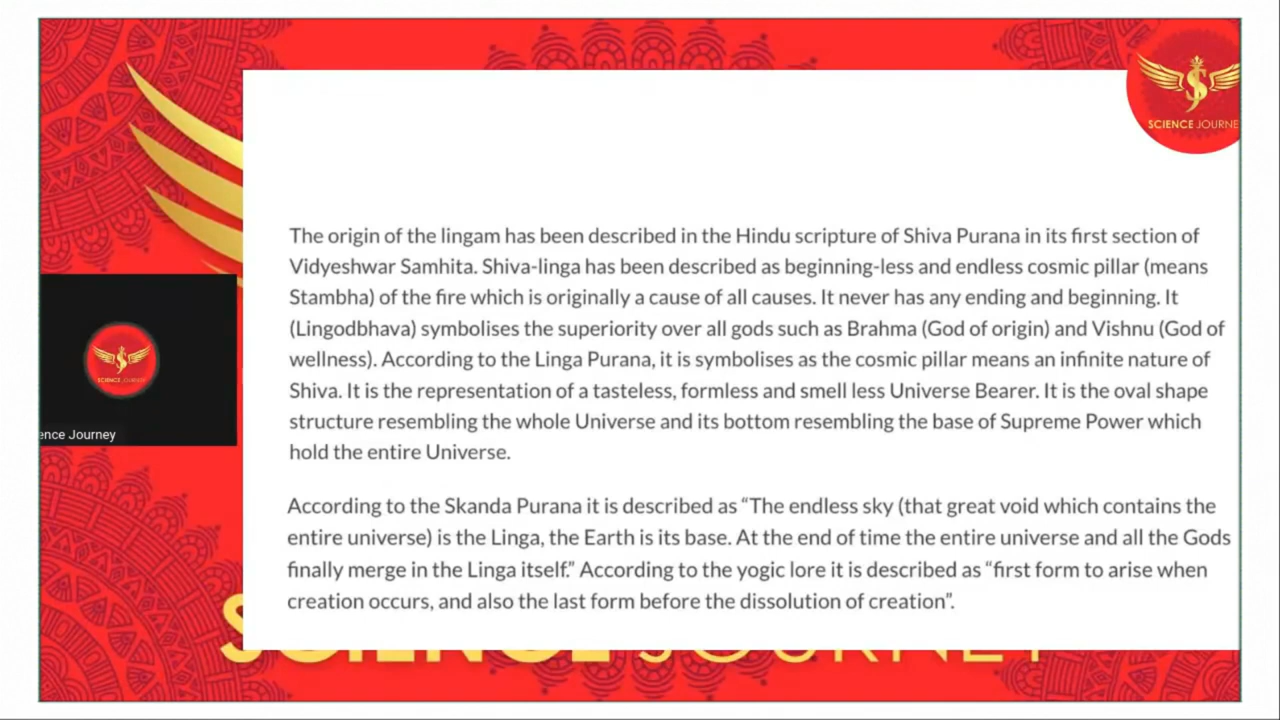 SCIENCE JOURNE
The origin of the lingam has been described in the Hindu scripture of Shiva Purana in its first section of
Vidyeshwar Samhita. Shiva-linga has been described as beginning-less and endless cosmic pillar (means
Stambha) of the fire which is originally a cause of all causes. It never has any ending and beginning. It
(Lingodbhava) symbolises the superiority over all gods such as Brahma (God of origin) and Vishnu (God of
wellness). According to the Linga Purana, it is symbolises as the cosmic pillar means an infinite nature of
Shiva. It is the representation of a tasteless, formless and smell less Universe Bearer. It is the oval shape
structure resembling the whole Universe and its bottom resembling the base of Supreme Power which
hold the entire Universe.
According to the Skanda Purana it is described as “The endless sky (that great void which contains the
entire universe) is the Linga, the Earth is its base. At the end of time the entire universe and all the Gods
finally merge in the Linga itself.” According to the yogic lore it is described as “first form to arise when
creation occurs, and also the last form before the dissolution of creation”.
SCIENCE JOURNEY
ence Journey
SCIENCE JOURNEY